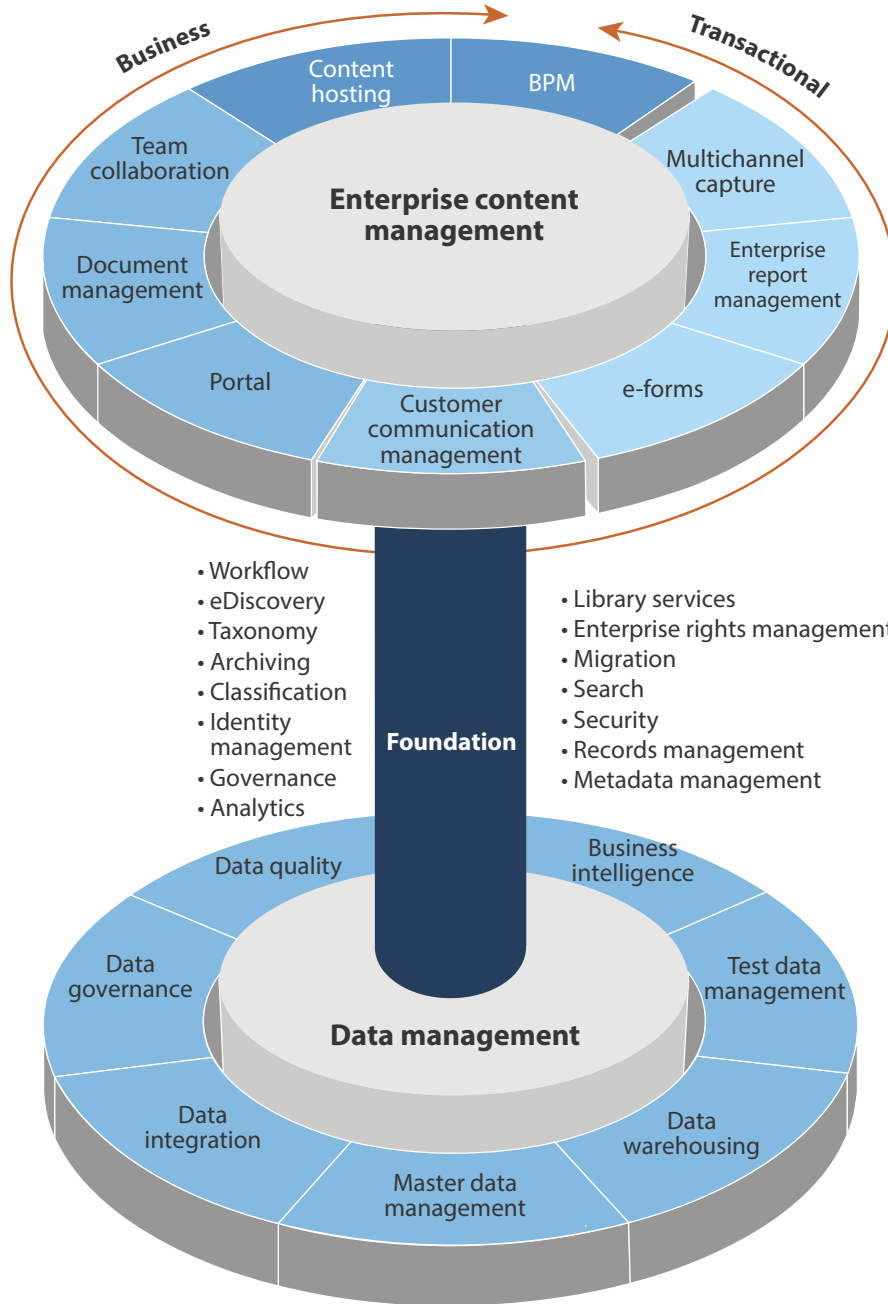 Business
Transactional
Content
hosting
BPM
Team
collaboration
Multichannel
capture
Enterprise content
management
Document
management
Enterprise
report
management
Portal
Customer
communication
management
e-forms
• Workflow
• eDiscovery
• Taxonomy
• Archiving
• Classification
• Identity
management
• Governance
• Analytics
Foundation
• Library services
• Enterprise rights management
• Migration
• Search
• Security
• Records management
• Metadata management
Data quality
Business
intelligence
Data
governance
Test data
management
Data management
Data
integration
Data
warehousing
Master data
management